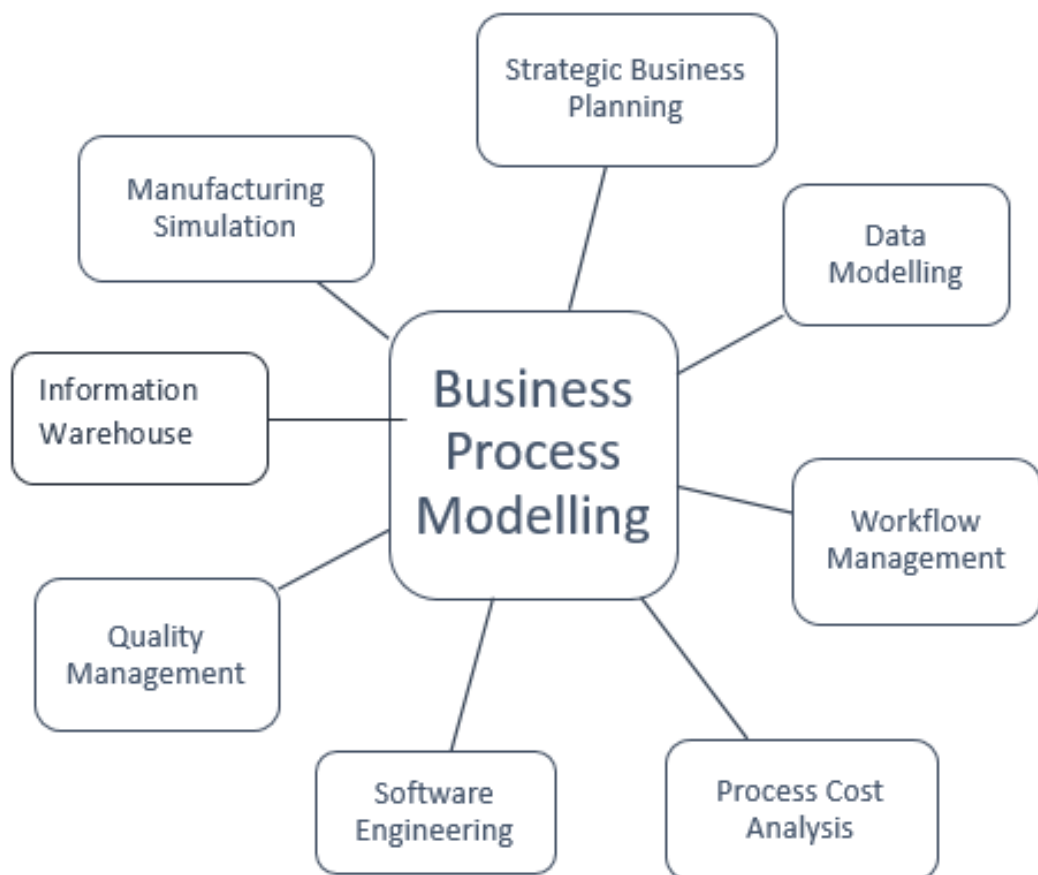 Strategic Business
Planning
Manufacturing
Simulation
Data
Modelling
Business
Process
Modelling
Information
Warehouse
Workflow
Management
Quality
Management
Software
Engineering
Process Cost
Analysis